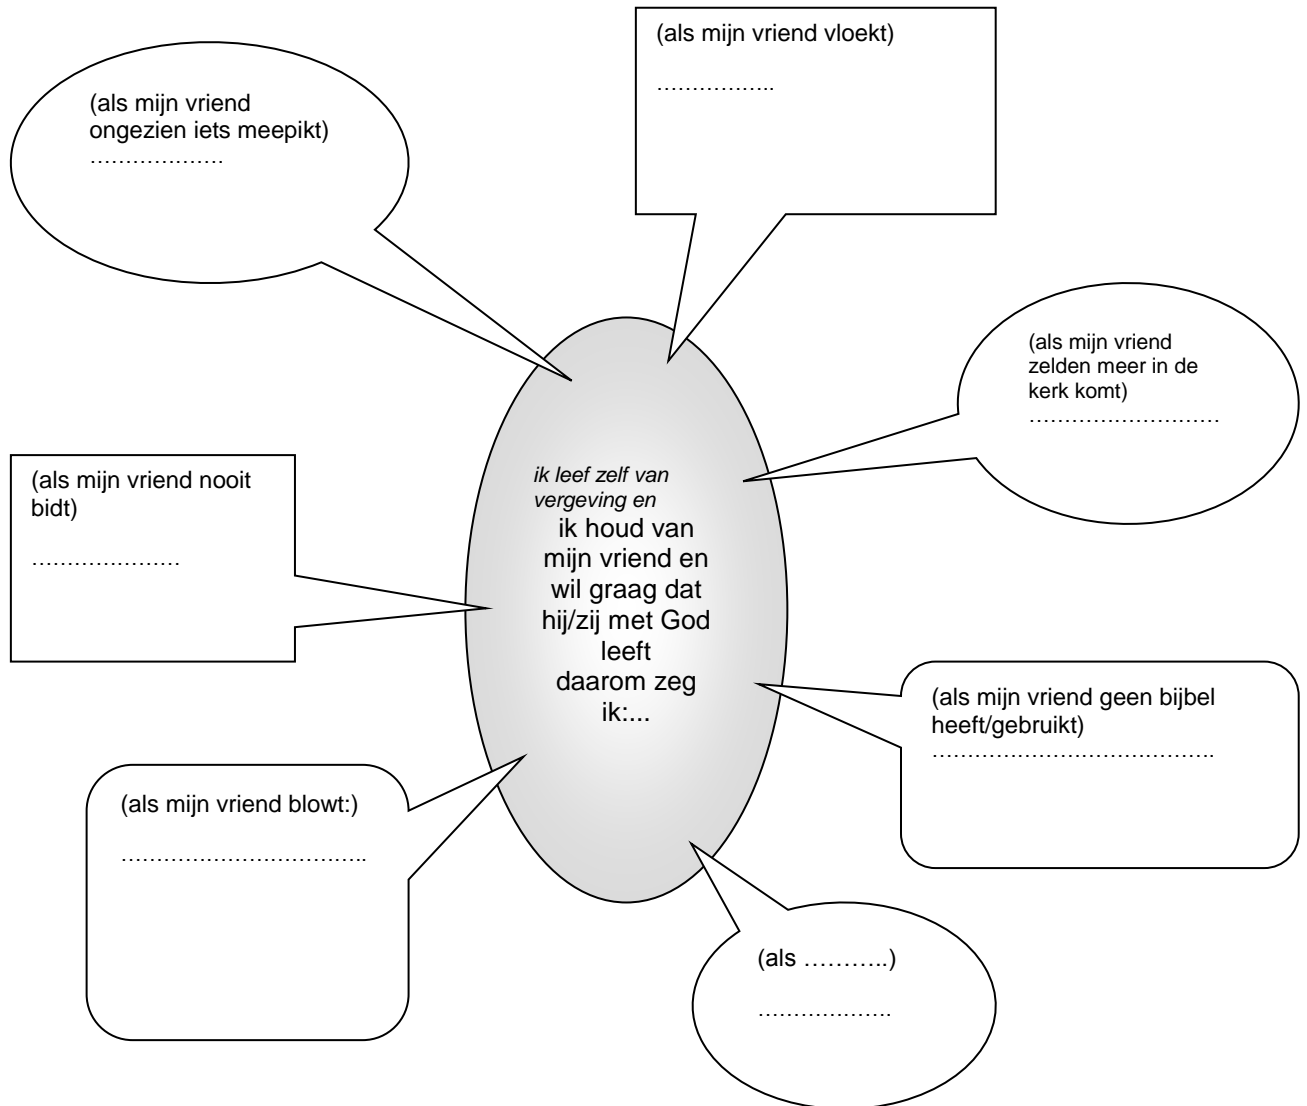 (als mijn vriend vloekt)
……………..
(als mijn vriend
ongezien iets meepikt)
……………….
(als mijn vriend
zelden meer in de
kerk komt)
………………………
(als mijn vriend nooit
bidt)
…………………
ik leef zelf van
vergeving en
ik houd van
mijn vriend en
wil graag dat
hij/zij met God
leeft
daarom zeg
ik:...
(als mijn vriend geen bijbel
heeft/gebruikt)
………………………………….
(als mijn vriend blowt:)
……………………………..
(als ………..)
……………….